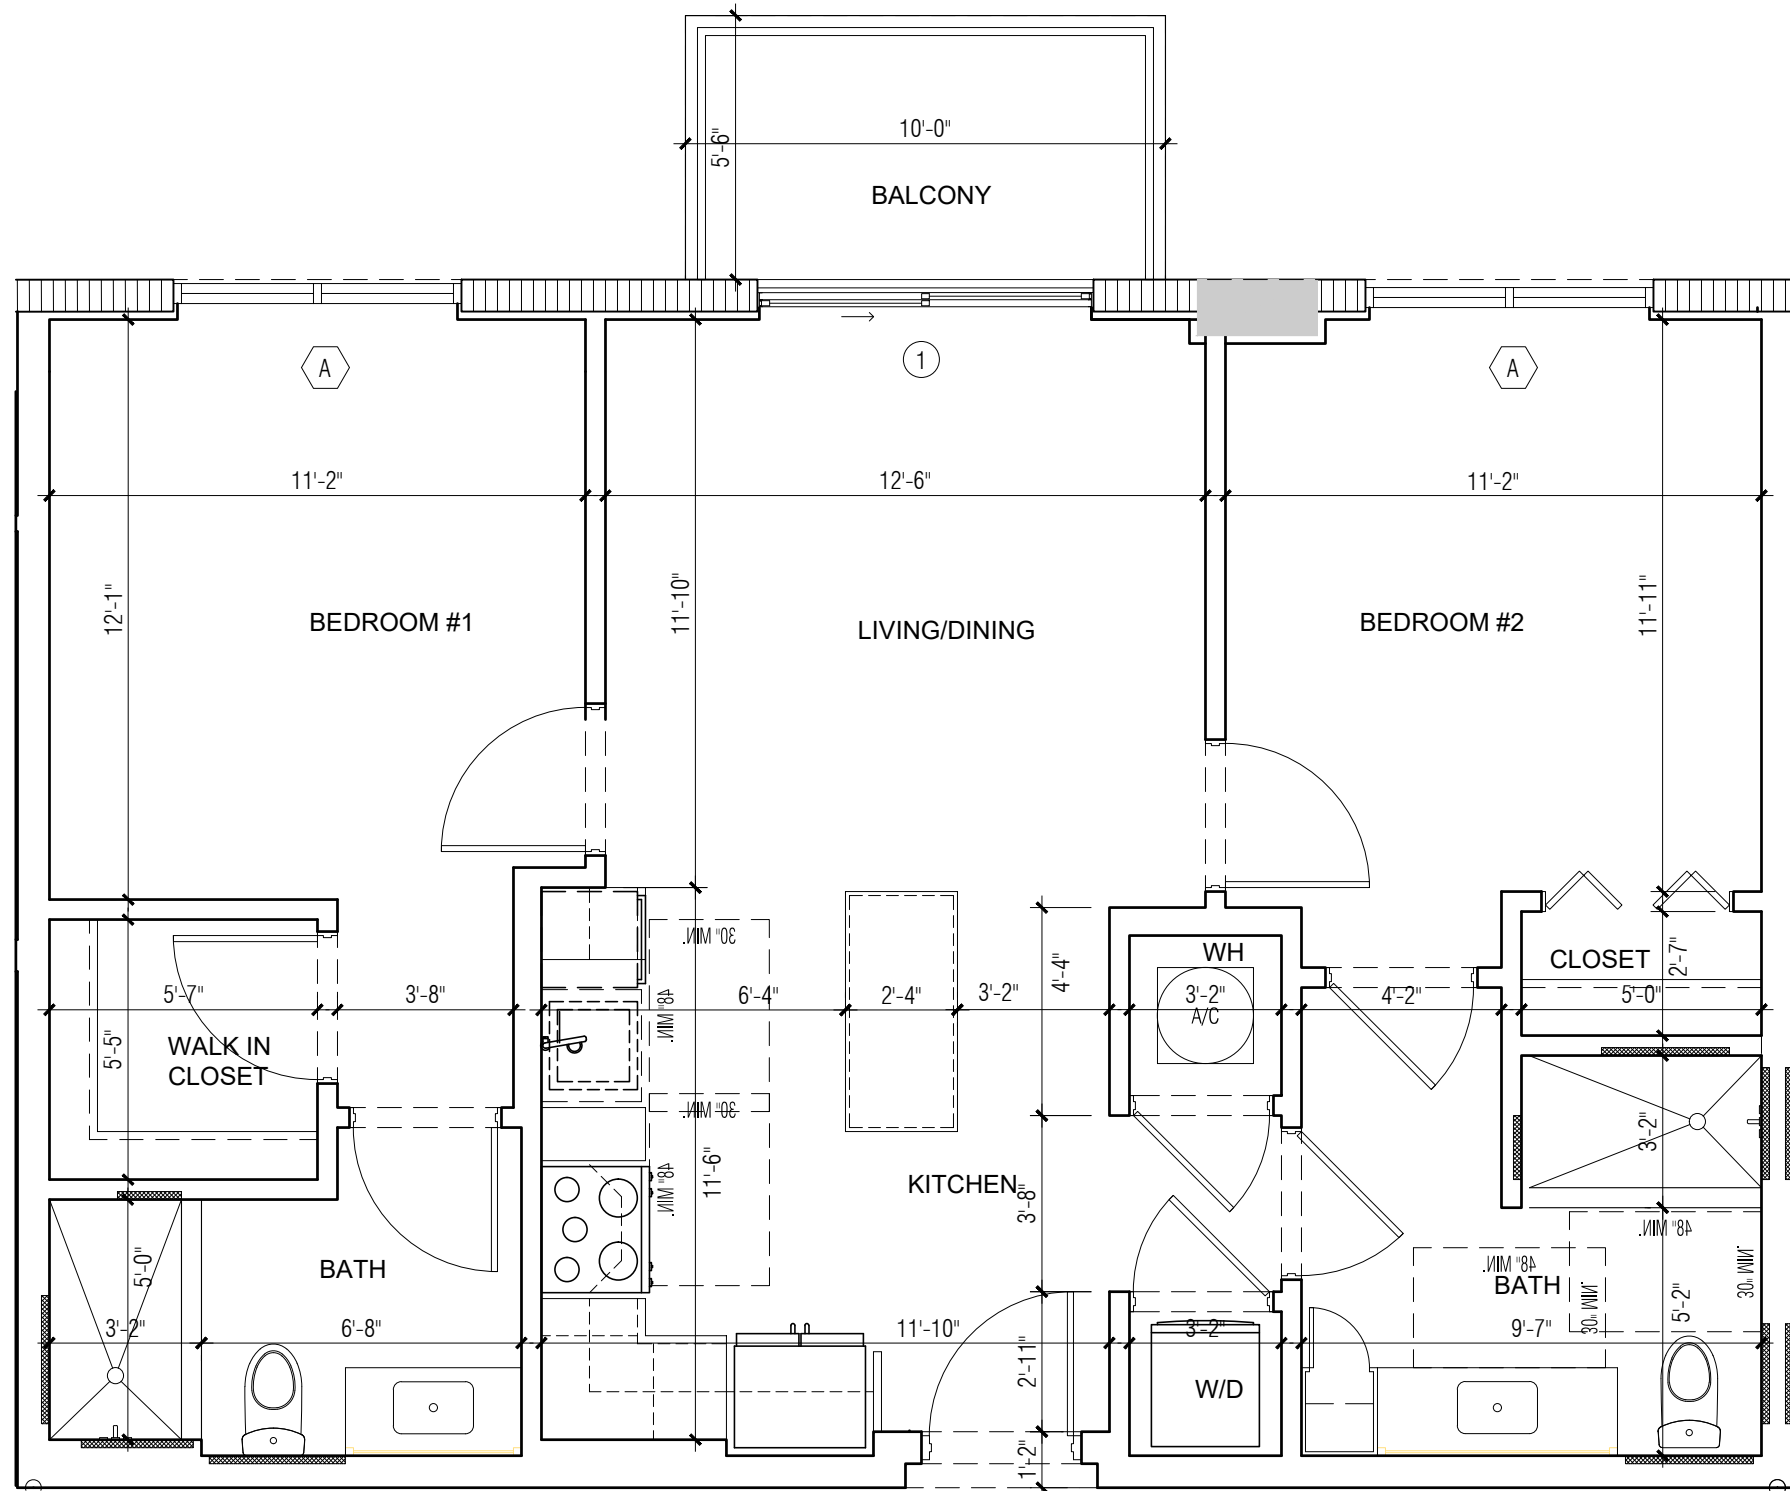 5'-6"
10'-0"
BALCONY
A
1
A
11'-2"
12'-6"
11'-2"
12'-1"
11'-10"
11'-11"
BEDROOM #1
LIVING/DINING
BEDROOM #2
30" MIN.
WH
CLOSET
2'-7"
4'-4"
5'-7"
3'-8"
48" MIN.
6'-4"
2'-4"
3'-2"
3'-2"
A/C
4'-2"
5'-0"
5'-5"
WALK IN
CLOSET
30" MIN.
3'-2"
11'-6"
48" MIN.
KITCHEN
3'-8"
BATH
5'-0"
48" MIN.
48" MIN.
30" MIN.
BATH
30" MIN.
5'-2"
3'-2"
6'-8"
11'-10"
3'-2"
9'-7"
2'-11"
W/D
1'-2"